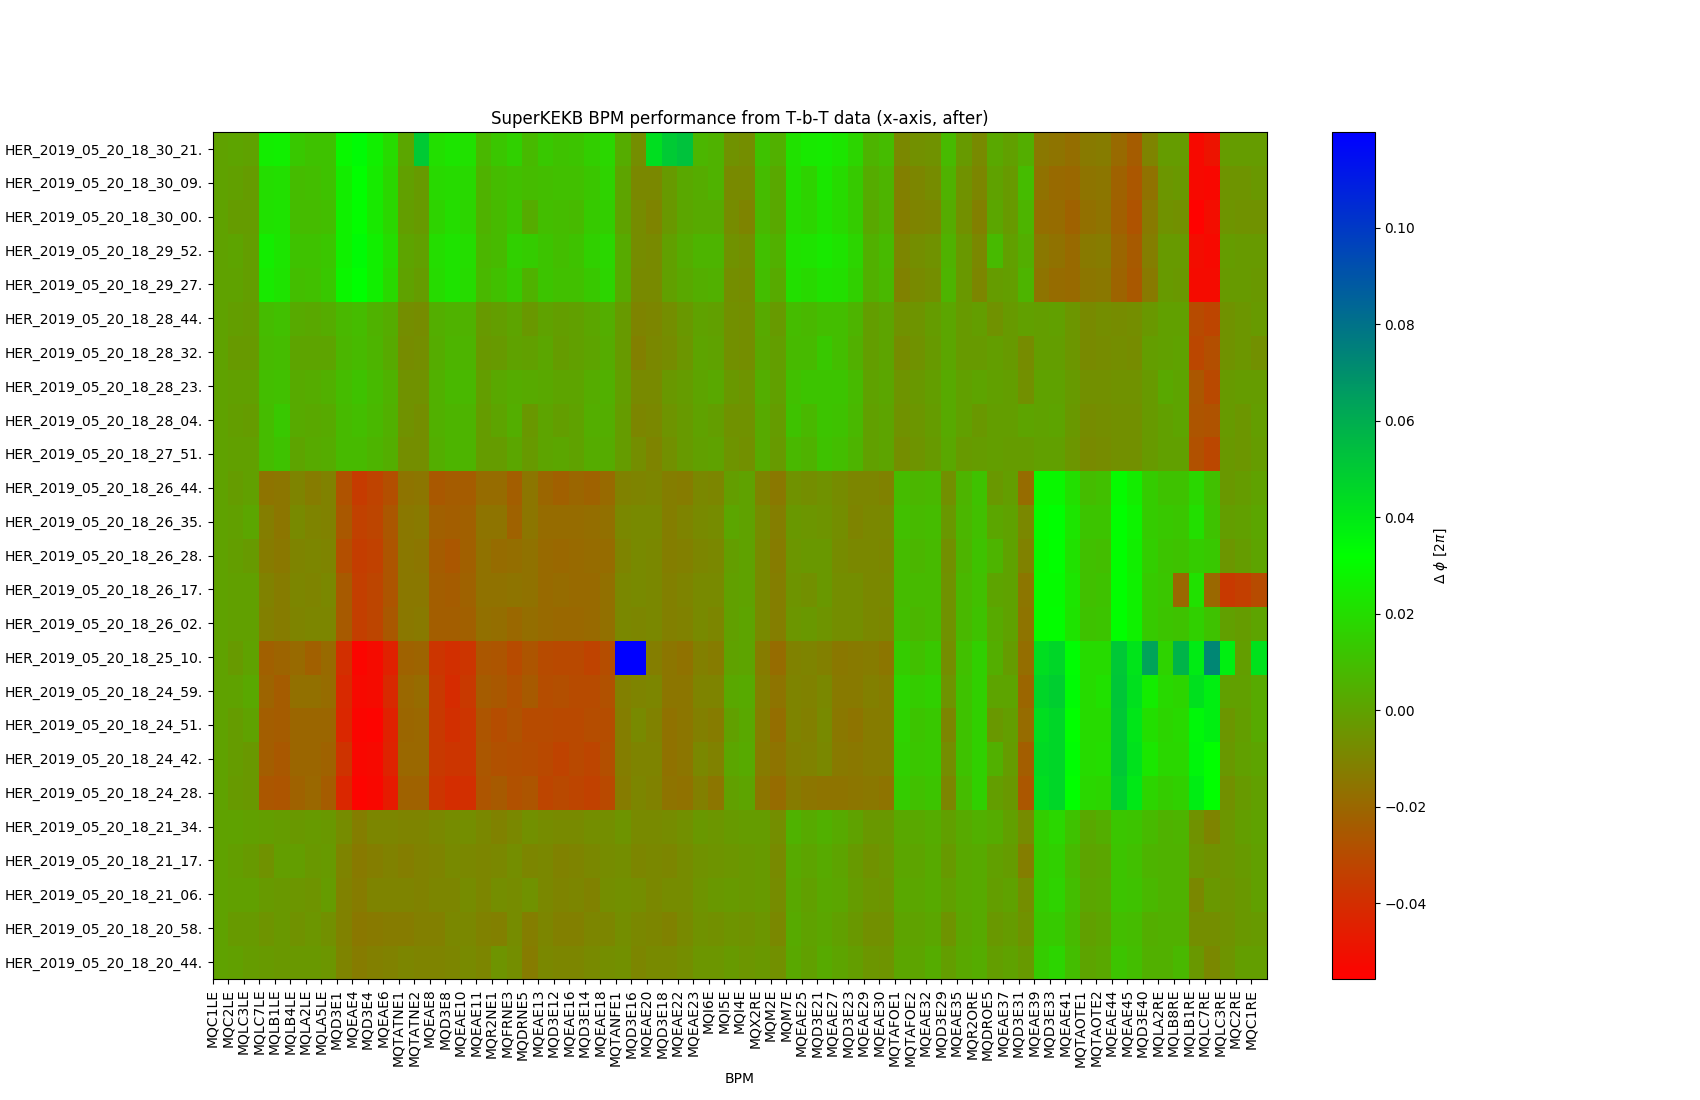 SuperKEKB BPM performance from T-b-T data (x-axis, after)
HER_2019_05_20_18_30_21.
HER_2019_05_20_18_30_09.
HER_2019_05_20_18_30_00.
HER_2019_05_20_18_29_52.
HER_2019_05_20_18_29_27.
HER_2019_05_20_18_28_44.
HER_2019_05_20_18_28_32.
HER_2019_05_20_18_28_23.
HER_2019_05_20_18_28_04.
HER_2019_05_20_18_27_51.
HER_2019_05_20_18_26_44.
HER_2019_05_20_18_26_35.
HER_2019_05_20_18_26_28.
HER_2019_05_20_18_26_17.
HER_2019_05_20_18_26_02.
HER_2019_05_20_18_25_10.
HER_2019_05_20_18_24_59.
HER_2019_05_20_18_24_51.
HER_2019_05_20_18_24_42.
HER_2019_05_20_18_24_28.
HER_2019_05_20_18_21_34.
HER_2019_05_20_18_21_17.
HER_2019_05_20_18_21_06.
HER_2019_05_20_18_20_58.
HER_2019_05_20_18_20_44.
MQC1LE
MQC2LE
MQLC3LE
MQLC7LE
MQLB1LE
MQLB4LE
MQLA2LE
MQLA5LE
MQD3E1
MQEAE4
MQD3E4
MQEAE6
MQTATNE1
MQTATNE2
MQEAE8
MQD3E8
MQEAE10
MQEAE11
MQR2NE1
MQFRNE3
MQDRNE5
MQEAE13
MQD3E12
MQEAE16
MQD3E14
MQEAE18
MQTANFE1
MQD3E16
MQEAE20
MQD3E18
MQEAE22
MQEAE23
MQI6E
MQI5E
MQI4E
MQX2RE
MQM2E
MQM7E
MQEAE25
MQD3E21
MQEAE27
MQD3E23
MQEAE29
MQEAE30
MQTAFOE1
MQTAFOE2
MQEAE32
MQD3E29
MQEAE35
MQR2ORE
MQDROE5
MQEAE37
MQD3E31
MQEAE39
MQD3E33
MQEAE41
MQTAOTE1
MQTAOTE2
MQEAE44
MQEAE45
MQD3E40
MQLA2RE
MQLB8RE
MQLB1RE
MQLC7RE
MQLC3RE
MQC2RE
MQC1RE
BPM
0.10
0.08
0.06
0.04
0.02
0.00
−0.02
−0.04
Δ ϕ [2π]